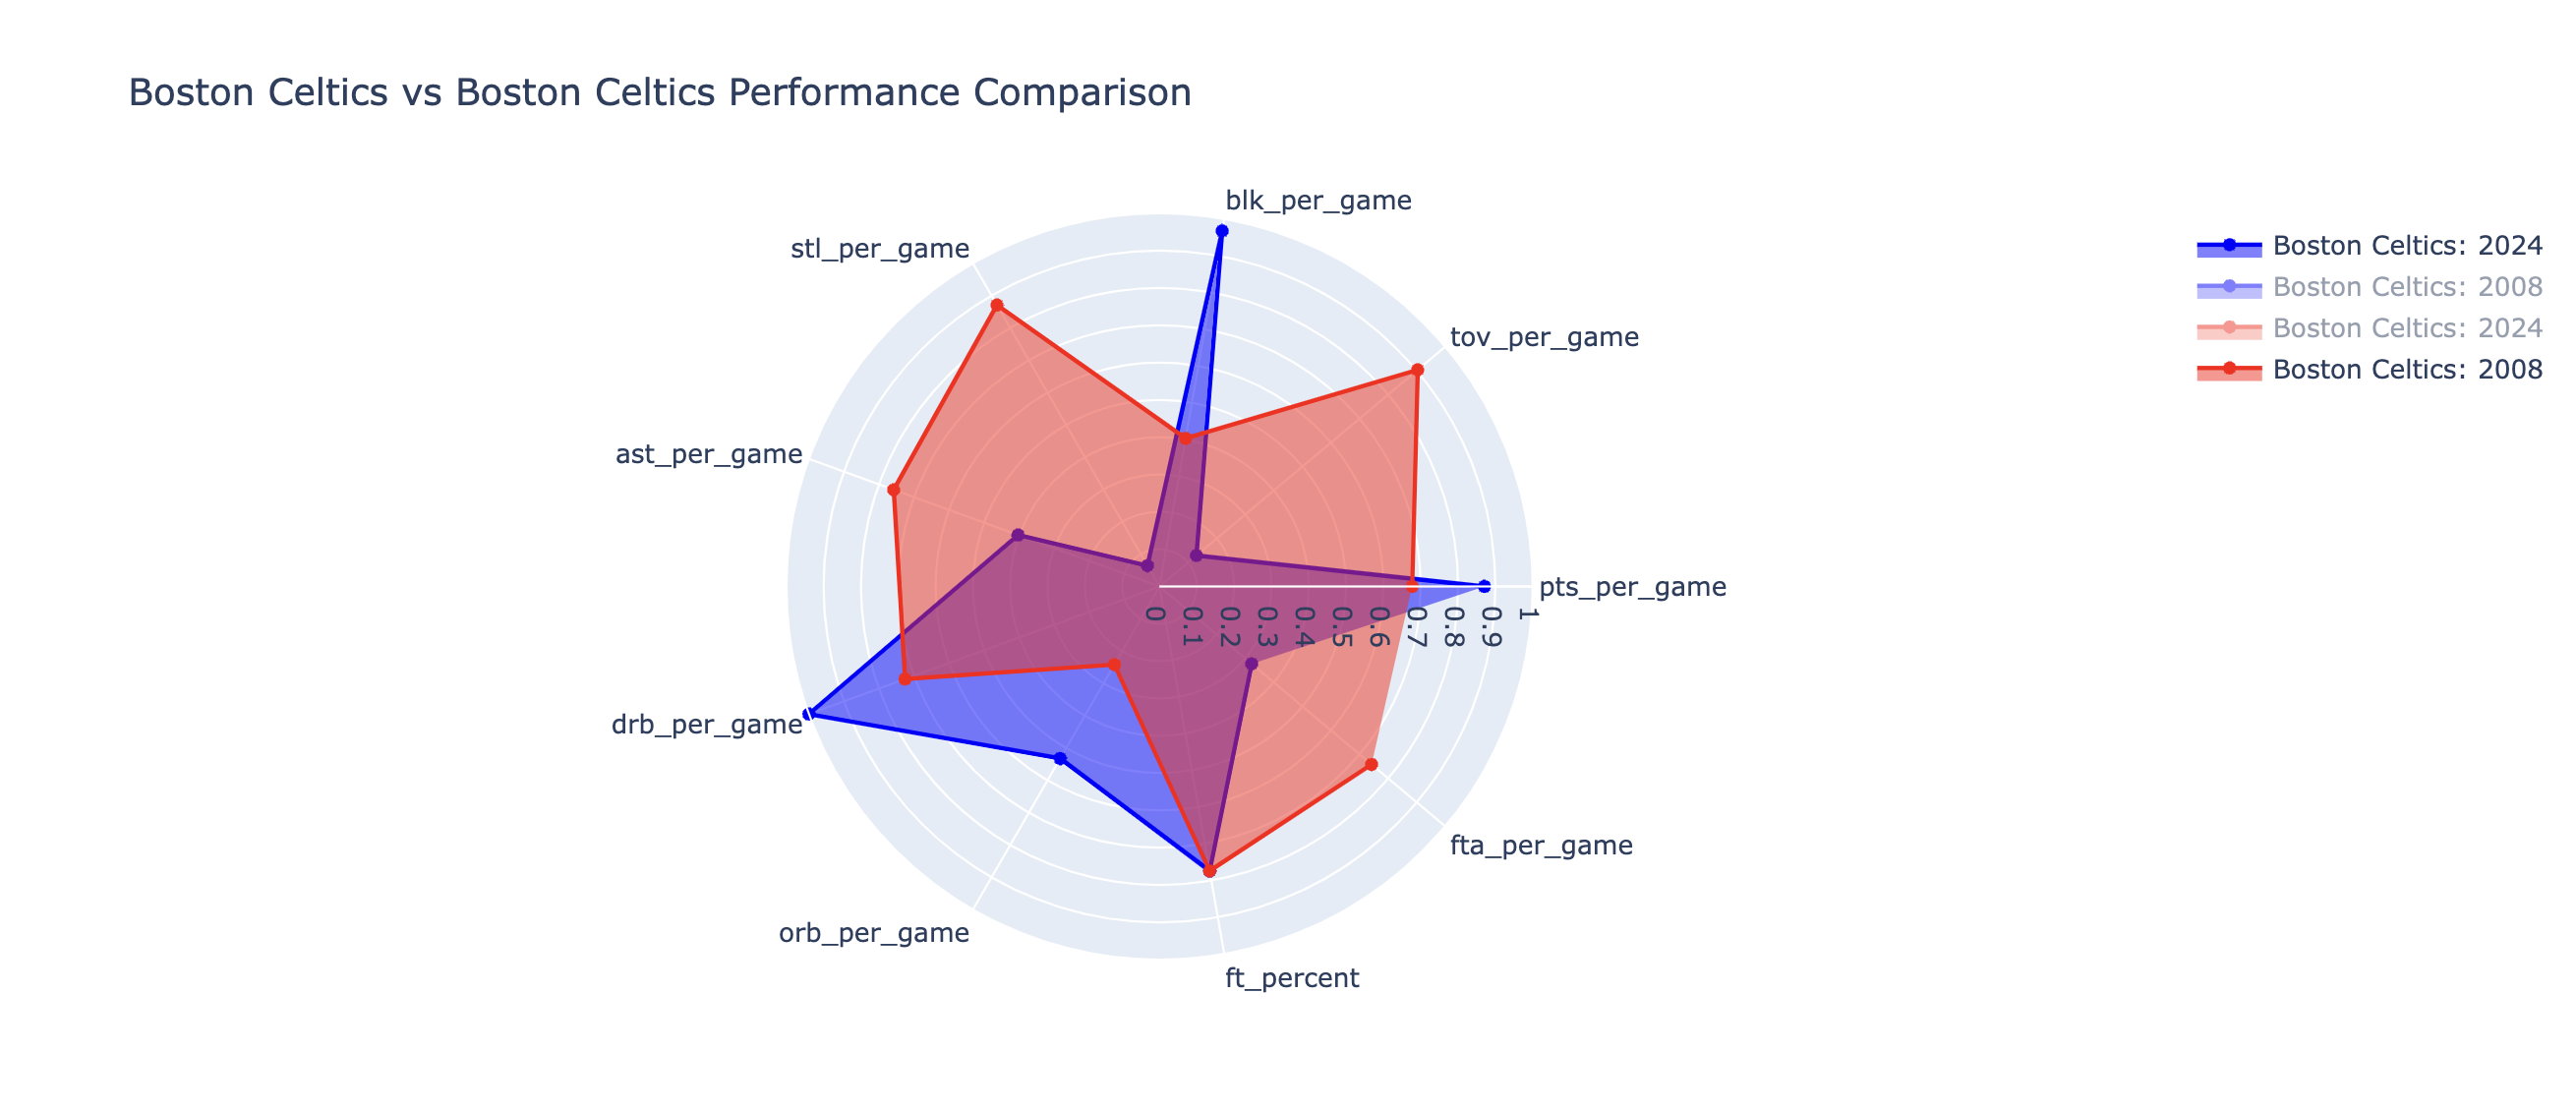 Boston Celtics vs Boston Celtics Performance Comparison
blk_per_game
stl_per_game
tov_per_game
ast_per_game
pts_per_game
0
0.1
0.2
0.3
0.4
0.5
0.6
0.7
0.8
0.9
1
drb_per_game
fta_per_game
orb_per_game
ft_percent
Boston Celtics: 2024
Boston Celtics: 2008
Boston Celtics: 2024
Boston Celtics: 2008